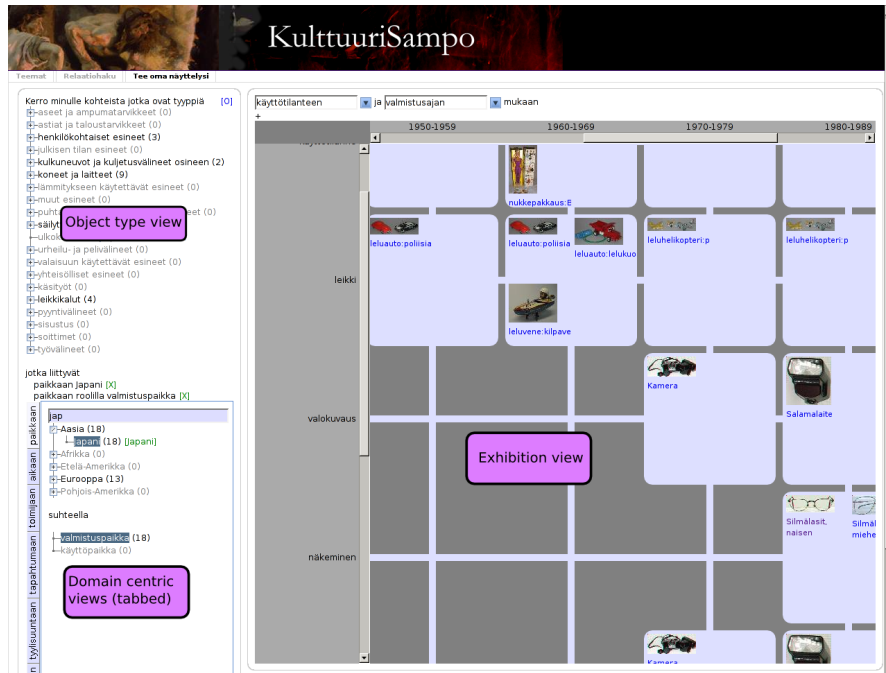 KulttuuriSampo
Teemat Relaatiohaku Tee oma näyttelysi
Kerro minulle kohteista jotka ovat tyyppiä [O]
aseet ja ampumatarvikkeet (0)
astiat ja taloustarvikkeet (0)
henkilökohtaiset esineet (3)
julkisen tilan esineet (0)
kulkuneuvot ja kuljetusvälineet osineen (2)
koneet ja laitteet (9)
lämmitykseen käytettävät esineet (0)
muut esineet (0)
et (0)
Object type view
urheilu- ja pelivälineet (0)
valaisuun käytettävät esineet (0)
yhteisölliset esineet (0)
käsityöt (0)
leikkikalut (4)
pyyntivälineet (0)
sisustus (0)
soittimet (0)
työvälineet (0)
jotka liittyvät
paikkaan Japani [X]
paikkaan roolilla valmistuspaikka [X]
paikkaan
aikaan
toimijaan
tapahtumaan
tyylisuuntaan
jap
Aasia (18)
Japani (18) [Japani]
Afrikka (0)
Etelä-Amerikka (0)
Eurooppa (13)
Pohjois-Amerikka (0)
suhteella
valmistuspaikka (18)
käyttöpaikka (0)
Domain centric
views (tabbed)
käyttötilanteen ja valmistusajan mukaan
+
1950-1959 1960-1969 1970-1979 1980-1989
nukkepakkaus:E
leikki
leluauto:poliisia leluauto:poliisia leluauto:lelukuo leluhelikopteri:p leluhelikopteri:p
leluvene:kilpave
valokuvaus
Kamera Salamalaite
Exhibition view
näkeminen
Silmälasit,
naisen
Silmäl
miehe
Kamera